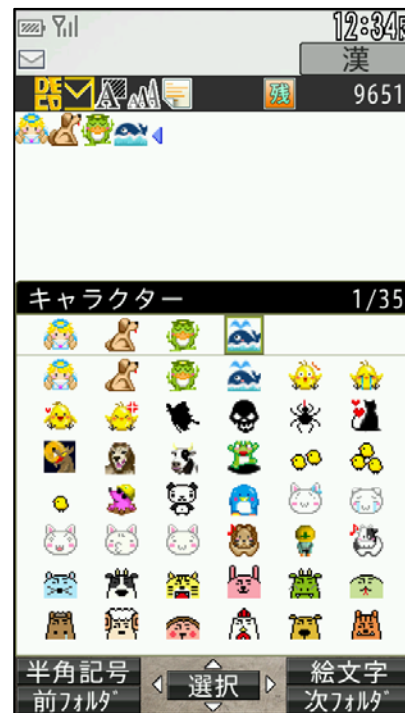 12:34
漢
DECO 残 9651
キャラクター 1/35
半角記号 選択 絵文字
前フォルダ 次フォルダ